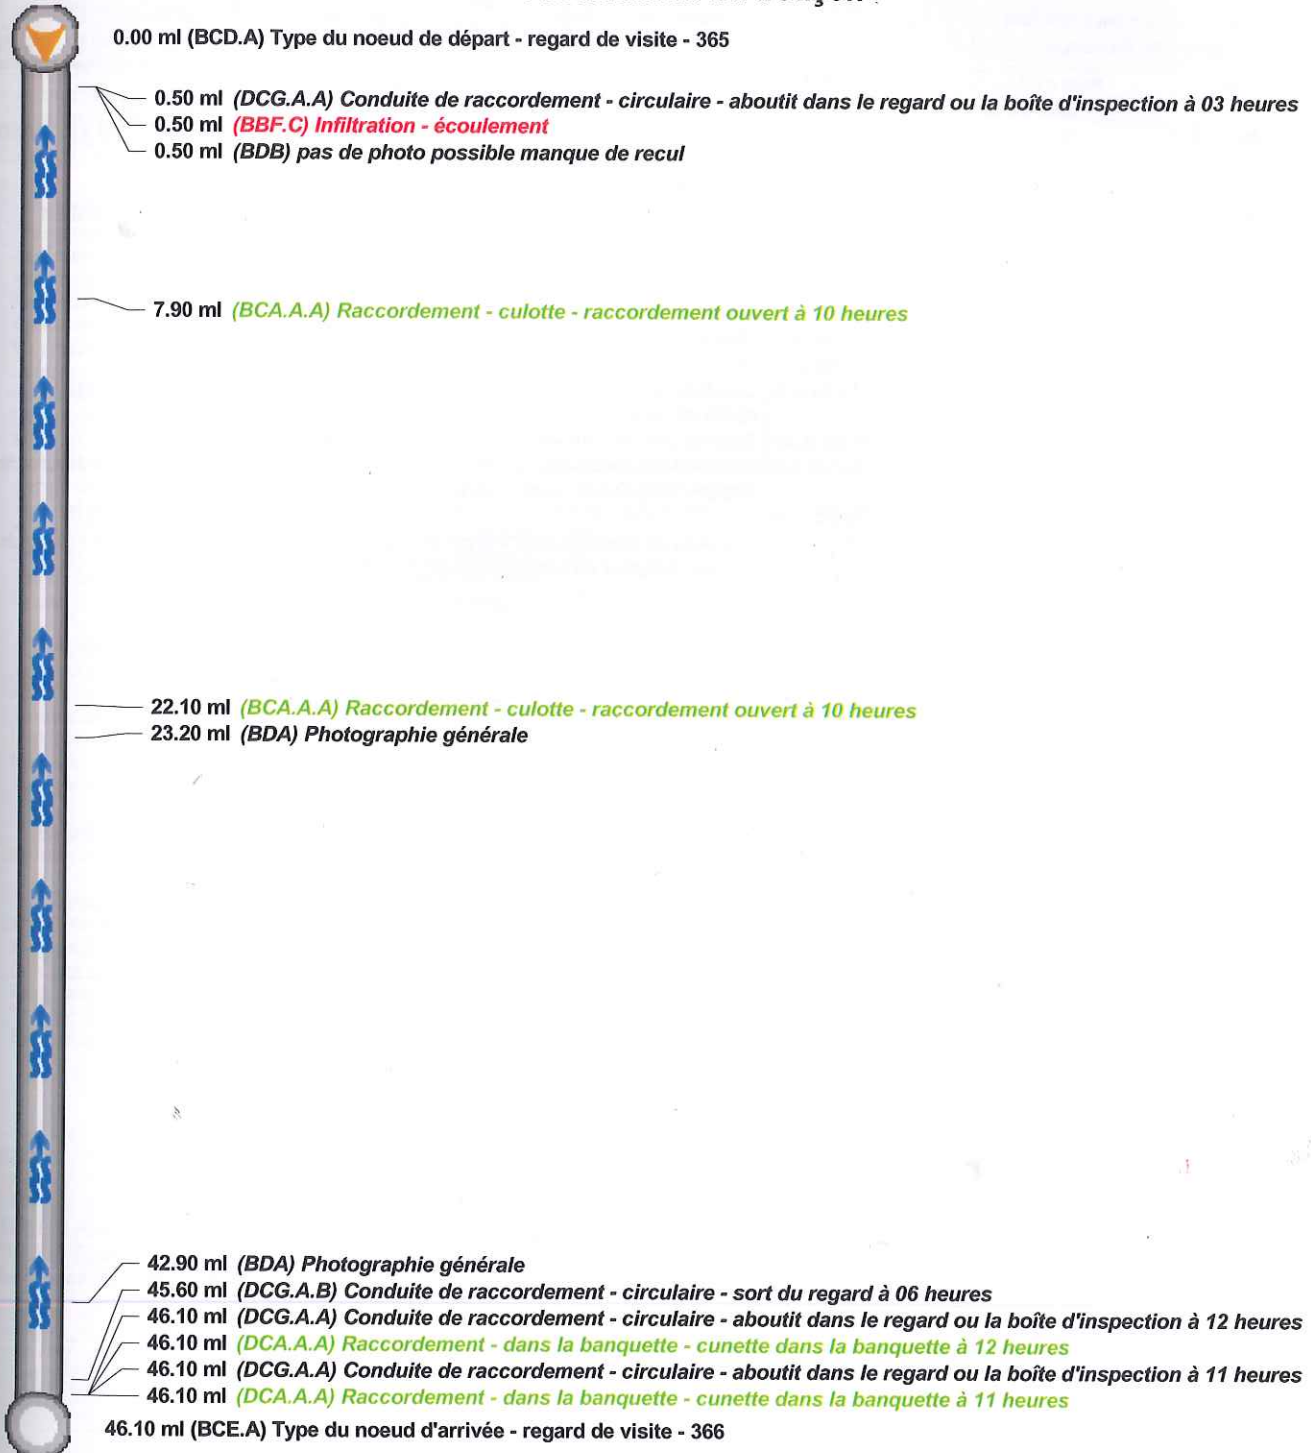 0.00 ml (BCD.A) Type du noeud de départ - regard de visite - 365
0.50 ml (DCG.A.A) Conduite de raccordement - circulaire - aboutit dans le regard ou la boîte d'inspection à 03 heures
0.50 ml (BBF.C) Infiltration - écoulement
0.50 ml (BDB) pas de photo possible manque de recul
7.90 ml (BCA.A.A) Raccordement - culotte - raccordement ouvert à 10 heures
22.10 ml (BCA.A.A) Raccordement - culotte - raccordement ouvert à 10 heures
23.20 ml (BDA) Photographie générale
42.90 ml (BDA) Photographie générale
45.60 ml (DCG.A.B) Conduite de raccordement - circulaire - sort du regard à 06 heures
46.10 ml (DCG.A.A) Conduite de raccordement - circulaire - aboutit dans le regard ou la boîte d'inspection à 12 heures
46.10 ml (DCA.A.A) Raccordement - dans la banquette - cunette dans la banquette à 12 heures
46.10 ml (DCG.A.A) Conduite de raccordement - circulaire - aboutit dans le regard ou la boîte d'inspection à 11 heures
46.10 ml (DCA.A.A) Raccordement - dans la banquette - cunette dans la banquette à 11 heures
46.10 ml (BCE.A) Type du noeud d'arrivée - regard de visite - 366